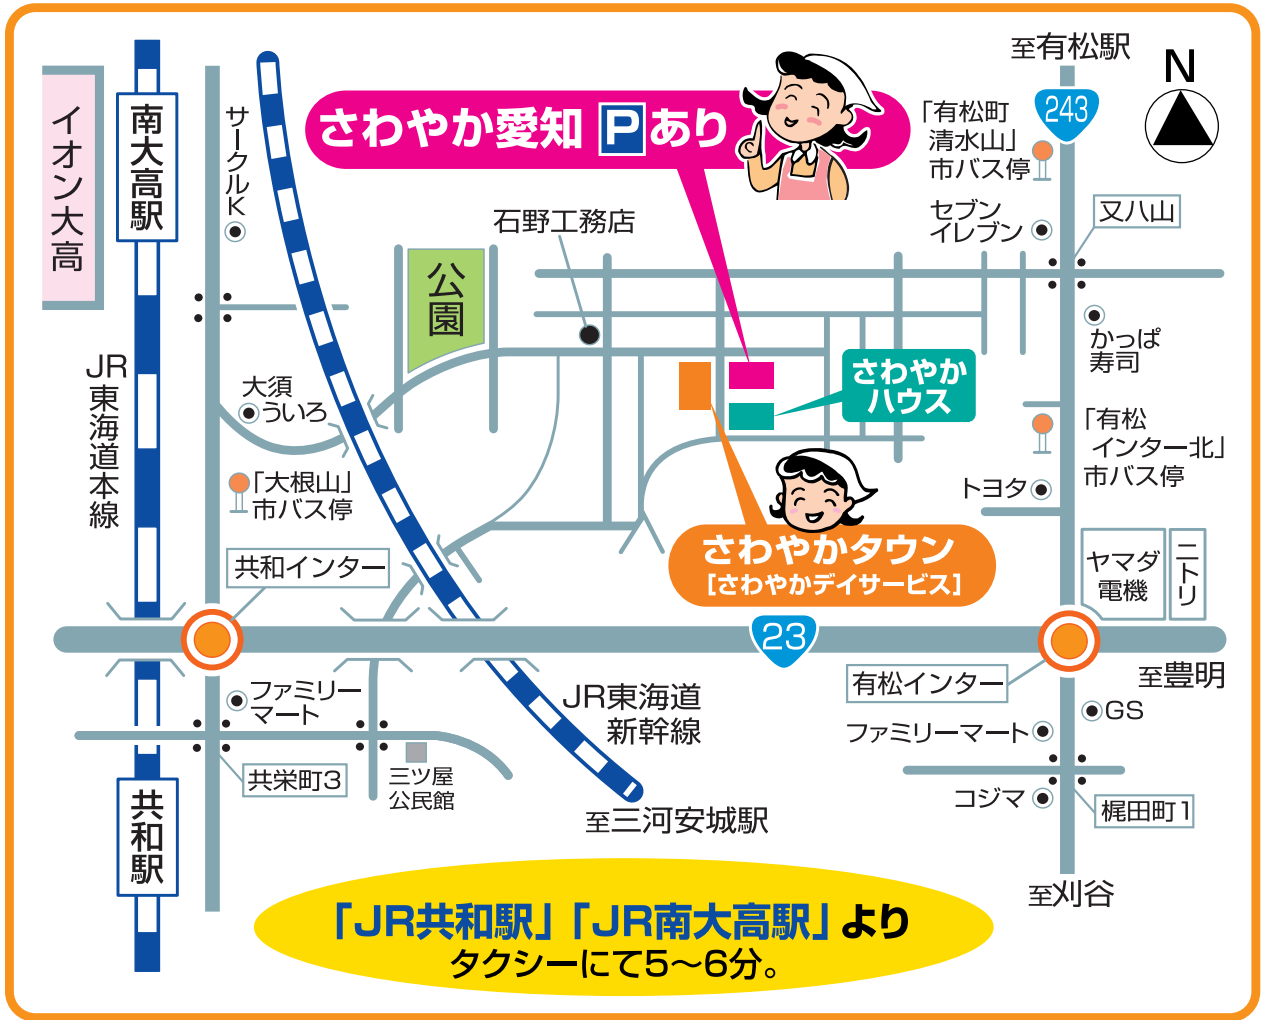 至有松駅
N
243
イオン大高
南大高駅
サークルK
さわやか愛知 Pあり
「有松町
清水山」
市バス停
セブン
イレブン
又八山
石野工務店
公園
かっぱ
寿司
JR東海道本線
大須
ういろ
さわやか
ハウス
「有松
インター北」
市バス停
「大根山」
市バス停
トヨタ
共和インター
さわやかタウン
[さわやかデイサービス]
ヤマダ
電機
ニトリ
23
至豊明
有松インター
ファミリー
マート
JR東海道
新幹線
GS
ファミリーマート
共栄町3
三ツ屋
公民館
コジマ
梶田町1
共和駅
至三河安城駅
至刈谷
「JR共和駅」「JR南大高駅」より
タクシーにて5〜6分。